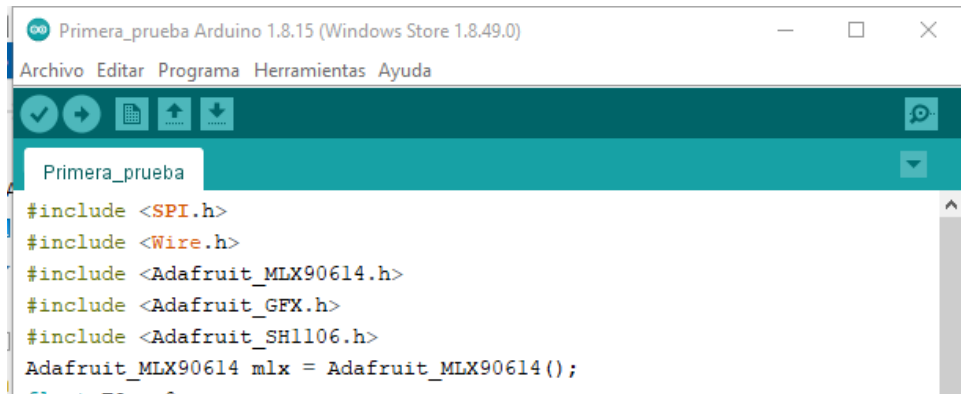 Primera_prueba Arduino 1.8.15 (Windows Store 1.8.49.0)
Archivo Editar Programa Herramientas Ayuda
Primera_prueba
#include <SPI.h>
#include <Wire.h>
#include <Adafruit_MLX90614.h>
#include <Adafruit_GFX.h>
#include <Adafruit_SH1106.h>
Adafruit_MLX90614 mlx = Adafruit_MLX90614();